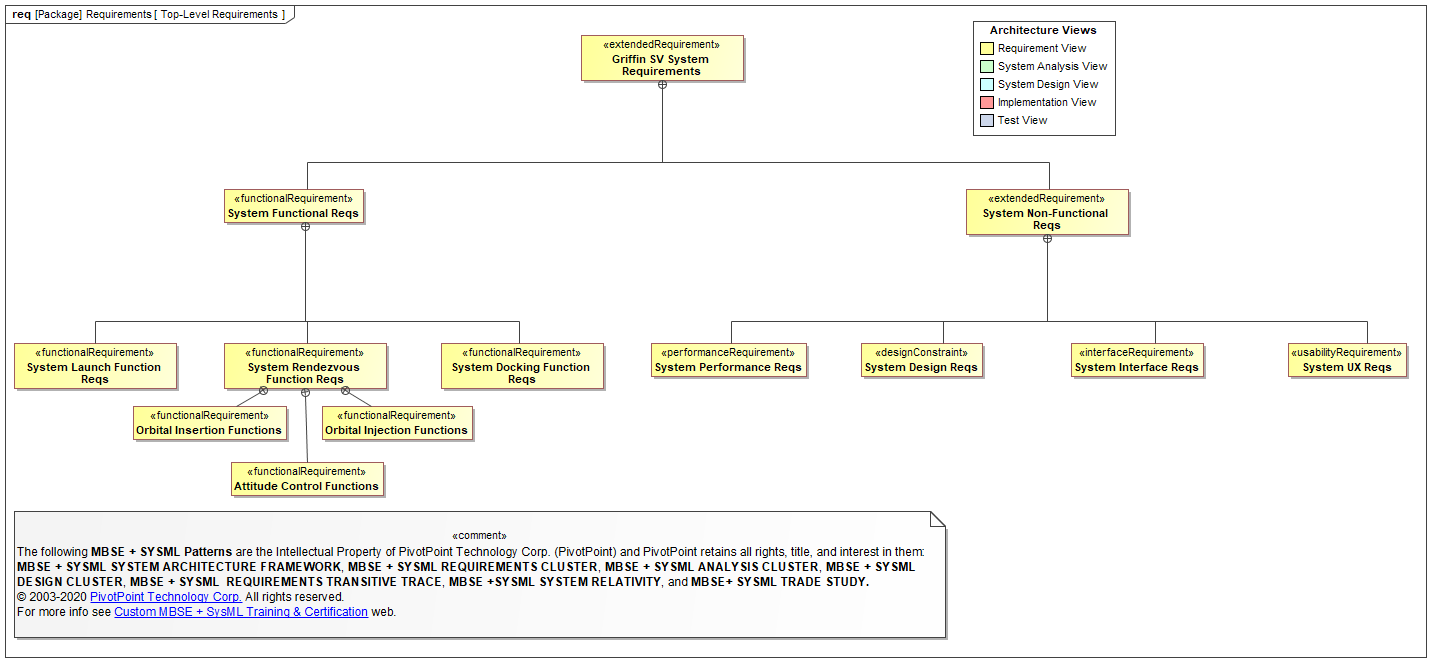 req [Package] Requirements [ Top-Level Requirements ]
«extendedRequirement»
Griffin SV System
Requirements
Architecture Views
Requirement View
System Analysis View
System Design View
Implementation View
Test View
«functionalRequirement»
System Functional Reqs
«extendedRequirement»
System Non-Functional
Reqs
«functionalRequirement»
System Launch Function
Reqs
«functionalRequirement»
System Rendezvous
Function Reqs
«functionalRequirement»
System Docking Function
Reqs
«performanceRequirement»
System Performance Reqs
«designConstraint»
System Design Reqs
«interfaceRequirement»
System Interface Reqs
«usabilityRequirement»
System UX Reqs
«functionalRequirement»
Orbital Insertion Functions
«functionalRequirement»
Orbital Injection Functions
«functionalRequirement»
Attitude Control Functions
«comment»
The following MBSE + SYSML Patterns are the Intellectual Property of PivotPoint Technology Corp. (PivotPoint) and PivotPoint retains all rights, title, and interest in them:
MBSE + SYSML SYSTEM ARCHITECTURE FRAMEWORK, MBSE + SYSML REQUIREMENTS CLUSTER, MBSE + SYSML ANALYSIS CLUSTER, MBSE + SYSML
DESIGN CLUSTER, MBSE + SYSML REQUIREMENTS TRANSITIVE TRACE, MBSE +SYSML SYSTEM RELATIVITY, and MBSE+ SYSML TRADE STUDY.
© 2003-2020 PivotPoint Technology Corp. All rights reserved.
For more info see Custom MBSE + SysML Training & Certification web.